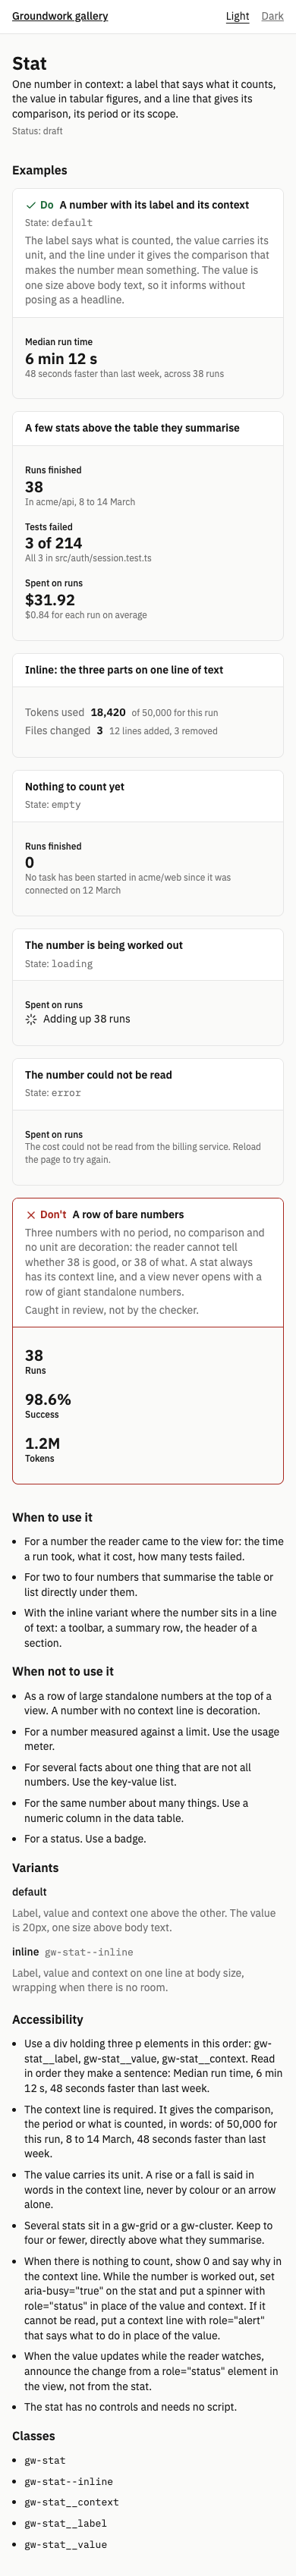 Groundwork gallery
Light Dark
Stat
One number in context: a label that says what it counts,
the value in tabular figures, and a line that gives its
comparison, its period or its scope.
Status: draft
Examples
Do A number with its label and its context
State: default
The label says what is counted, the value carries its
unit, and the line under it gives the comparison that
makes the number mean something. The value is
one size above body text, so it informs without
posing as a headline.
Median run time
6 min 12 s
48 seconds faster than last week, across 38 runs
A few stats above the table they summarise
Runs finished
38
In acme/api, 8 to 14 March
Tests failed
3 of 214
All 3 in src/auth/session.test.ts
Spent on runs
$31.92
$0.84 for each run on average
Inline: the three parts on one line of text
Tokens used 18,420 of 50,000 for this run
Files changed 3 12 lines added, 3 removed
Nothing to count yet
State: empty
Runs finished
0
No task has been started in acme/web since it was
connected on 12 March
The number is being worked out
State: loading
Spent on runs
Adding up 38 runs
The number could not be read
State: error
Spent on runs
The cost could not be read from the billing service. Reload
the page to try again.
Don't A row of bare numbers
Three numbers with no period, no comparison and
no unit are decoration: the reader cannot tell
whether 38 is good, or 38 of what. A stat always
has its context line, and a view never opens with a
row of giant standalone numbers.
Caught in review, not by the checker.
38
Runs
98.6%
Success
1.2M
Tokens
When to use it
For a number the reader came to the view for: the time
a run took, what it cost, how many tests failed.
For two to four numbers that summarise the table or
list directly under them.
With the inline variant where the number sits in a line
of text: a toolbar, a summary row, the header of a
section.
When not to use it
As a row of large standalone numbers at the top of a
view. A number with no context line is decoration.
For a number measured against a limit. Use the usage
meter.
For several facts about one thing that are not all
numbers. Use the key-value list.
For the same number about many things. Use a
numeric column in the data table.
For a status. Use a badge.
Variants
default
Label, value and context one above the other. The value
is 20px, one size above body text.
inline gw-stat--inline
Label, value and context on one line at body size,
wrapping when there is no room.
Accessibility
Use a div holding three p elements in this order: gw-
stat__label, gw-stat__value, gw-stat__context. Read
in order they make a sentence: Median run time, 6 min
12 s, 48 seconds faster than last week.
The context line is required. It gives the comparison,
the period or what is counted, in words: of 50,000 for
this run, 8 to 14 March, 48 seconds faster than last
week.
The value carries its unit. A rise or a fall is said in
words in the context line, never by colour or an arrow
alone.
Several stats sit in a gw-grid or a gw-cluster. Keep to
four or fewer, directly above what they summarise.
When there is nothing to count, show 0 and say why in
the context line. While the number is worked out, set
aria-busy="true" on the stat and put a spinner with
role="status" in place of the value and context. If it
cannot be read, put a context line with role="alert"
that says what to do in place of the value.
When the value updates while the reader watches,
announce the change from a role="status" element in
the view, not from the stat.
The stat has no controls and needs no script.
Classes
gw-stat
gw-stat--inline
gw-stat__context
gw-stat__label
gw-stat__value